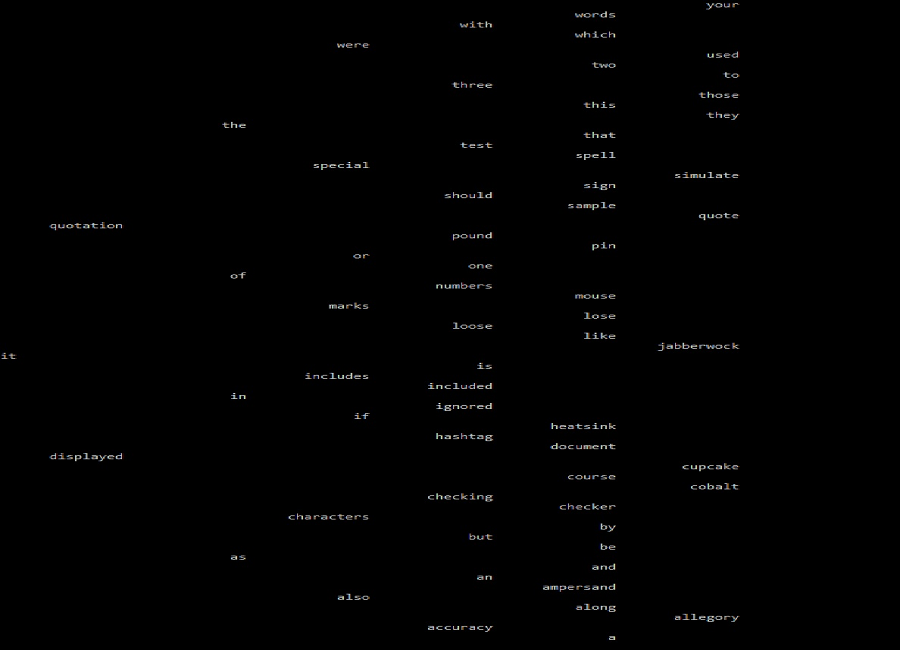 your
words
with
which
were
used
two
to
three
those
this
they
the
that
test
spell
special
simulate
sign
should
sample
quote
quotation
pound
pin
or
one
of
numbers
mouse
marks
lose
loose
like
jabberwock
it
is
includes
included
in
ignored
if
heatsink
hashtag
document
displayed
cupcake
course
cobalt
checking
checker
characters
by
but
be
as
and
an
ampersand
also
along
allegory
accuracy
a